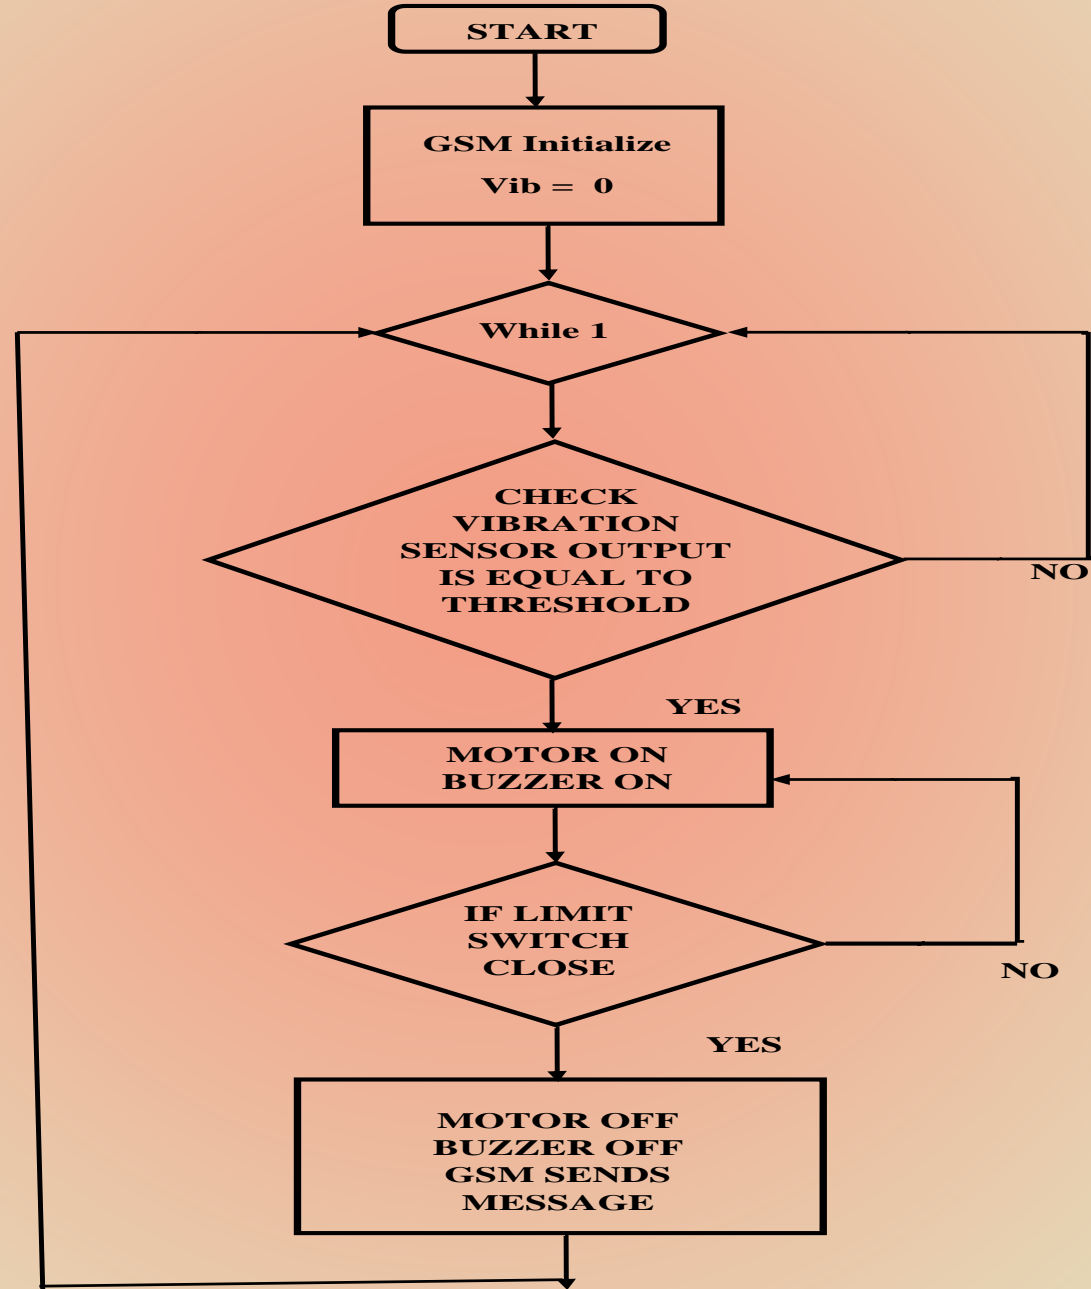 START
GSM Initialize
Vib = 0
While 1
CHECK
VIBRATION
SENSOR OUTPUT
IS EQUAL TO
THRESHOLD
NO
YES
MOTOR ON
BUZZER ON
IF LIMIT
SWITCH
CLOSE
NO
YES
MOTOR OFF
BUZZER OFF
GSM SENDS
MESSAGE